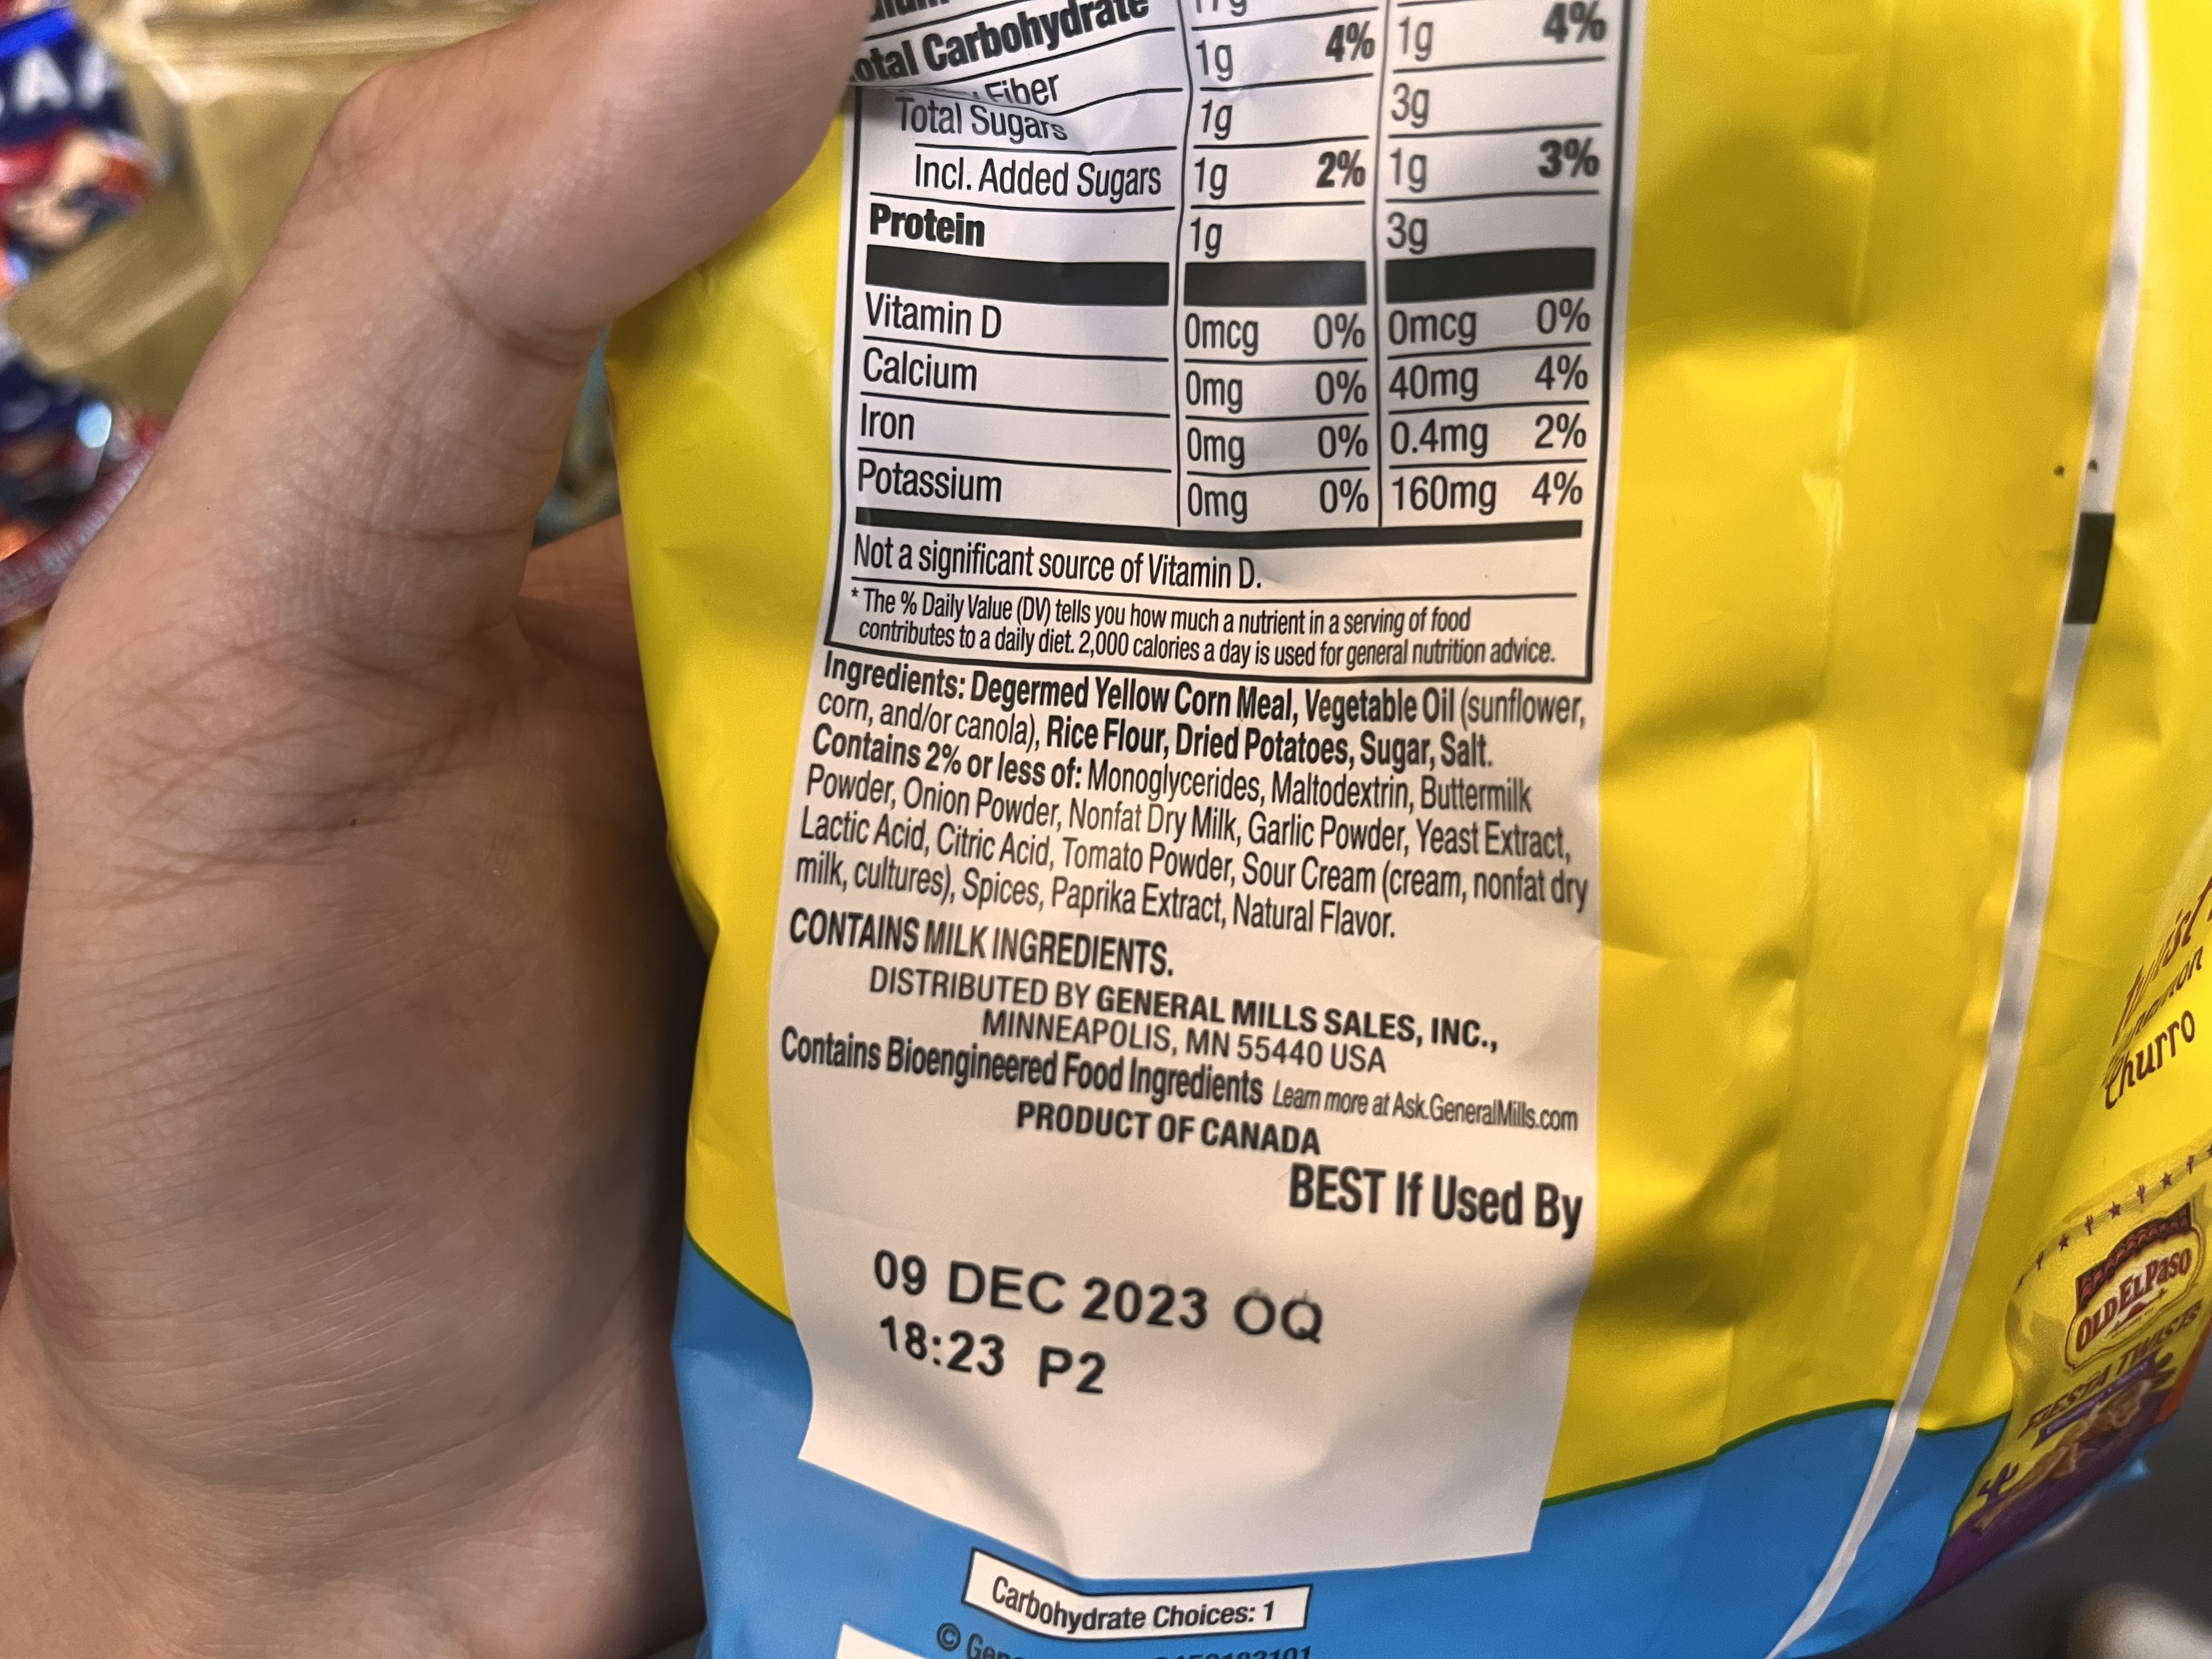 otal Carbohydrate 11g 4%
Fiber 1g 4% 1g 4%
Total Sugars 1g 3g
Incl. Added Sugars 1g 2% 1g 3%
Protein 1g 3g
Vitamin D 0mcg 0% 0mcg 0%
Calcium 0mg 0% 40mg 4%
Iron 0mg 0% 0.4mg 2%
Potassium 0mg 0% 160mg 4%
Not a significant source of Vitamin D.
*The % Daily Value (DV) tells you how much a nutrient in a serving of food
contributes to a daily diet. 2,000 calories a day is used for general nutrition advice.
Ingredients: Degermed Yellow Corn Meal, Vegetable Oil (sunflower,
corn, and/or canola), Rice Flour, Dried Potatoes, Sugar, Salt.
Contains 2% or less of: Monoglycerides, Maltodextrin, Buttermilk
Powder, Onion Powder, Nonfat Dry Milk, Garlic Powder, Yeast Extract,
Lactic Acid, Citric Acid, Tomato Powder, Sour Cream (cream, nonfat dry
milk, cultures), Spices, Paprika Extract, Natural Flavor.
CONTAINS MILK INGREDIENTS.
DISTRIBUTED BY GENERAL MILLS SALES, INC.,
MINNEAPOLIS, MN 55440 USA
Contains Bioengineered Food Ingredients Learn more at Ask.GeneralMills.com
PRODUCT OF CANADA
BEST If Used By
09 DEC 2023 OQ
18:23 P2
Carbohydrate Choices: 1
OLD EL PASO
FIESTA TWISTS
Churro